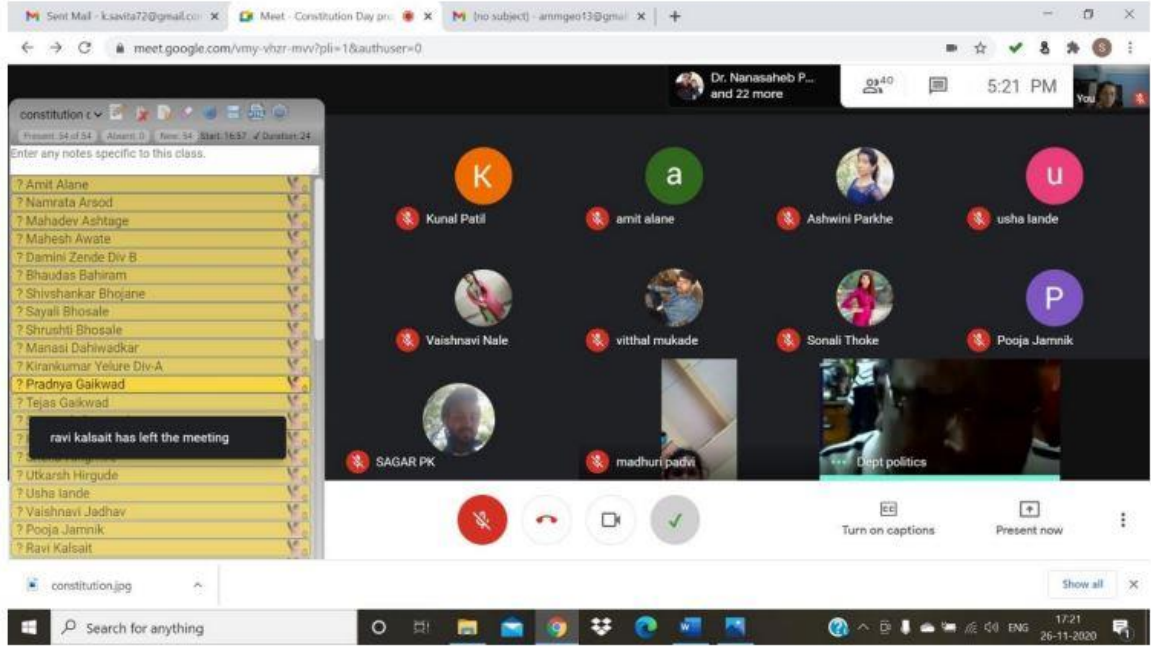 Sent Mail - k.savita72@gmail.con
Meet - Constitution Day pro
(no subject) - ammgeo13@gmai
meet.google.com/vmy-vhzr-mvv?pli=1&authuser=0
S
Dr. Nanasaheb P...
and 22 more
40
5:21 PM
You
constitution c
Present: 54 of 54 Absent: 0 New: 54 Start: 16:57 ✓ Duration: 24
Enter any notes specific to this class.
? Amit Alane
? Namrata Arsod
? Mahadev Ashtage
? Mahesh Awate
? Damini Zende Div B
? Bhaudas Bahiram
? Shivshankar Bhojane
? Sayali Bhosale
? Shrushti Bhosale
? Manasi Dahiwadkar
? Kirankumar Yelure Div-A
? Pradnya Gaikwad
? Tejas Gaikwad
ravi kalsait has left the meeting
? Utkarsh Hirgude
? Usha lande
? Vaishnavi Jadhav
? Pooja Jamnik
? Ravi Kalsait
K
Kunal Patil
a
amit alane
Ashwini Parkhe
u
usha lande
Vaishnavi Nale
vitthal mukade
Sonali Thoke
P
Pooja Jamnik
SAGAR PK
madhuri padvi
Dept politics
Turn on captions
Present now
constitution.jpg
Show all
Search for anything
ENG
17:21
26-11-2020